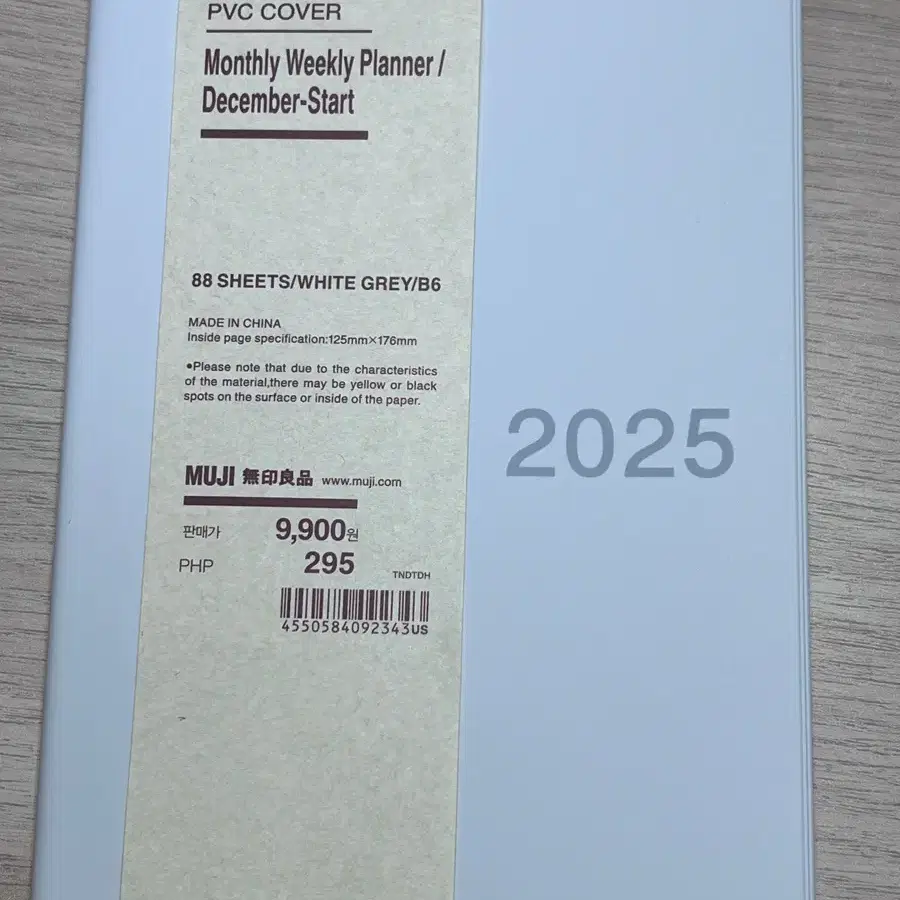 PVC COVER
Monthly Weekly Planner /
December-Start
88 SHEETS/WHITE GREY/B6
MADE IN CHINA
Inside page specification:125mm×176mm
•Please note that due to the characteristics
of the material,there may be yellow or black
spots on the surface or inside of the paper.
2025
MUJI 無印良品 www.muji.com
판매가 9,900원
PHP 295
TNDTDH
4550584092343US